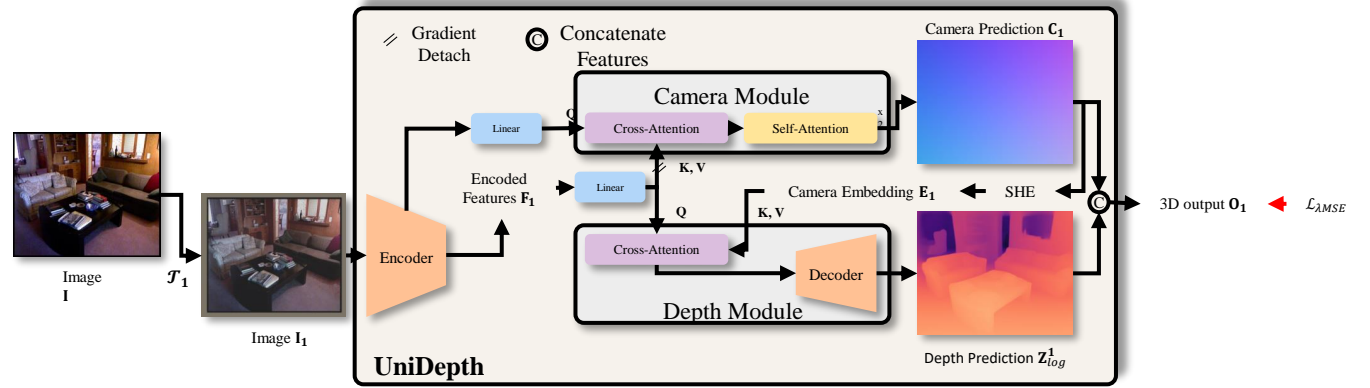 Gradient
Detach
C
Concatenate
Features
Camera Prediction C₁
Camera Module
Q
Linear
Cross-Attention
Self-Attention
x
K, V
Encoded
Features F₁
Linear
Camera Embedding E₁
SHE
Q
K, V
C
3D output O₁
ℒλMSE
Encoder
Cross-Attention
Decoder
Image
I
𝒯₁
Image I₁
Depth Module
Depth Prediction Z¹log
UniDepth